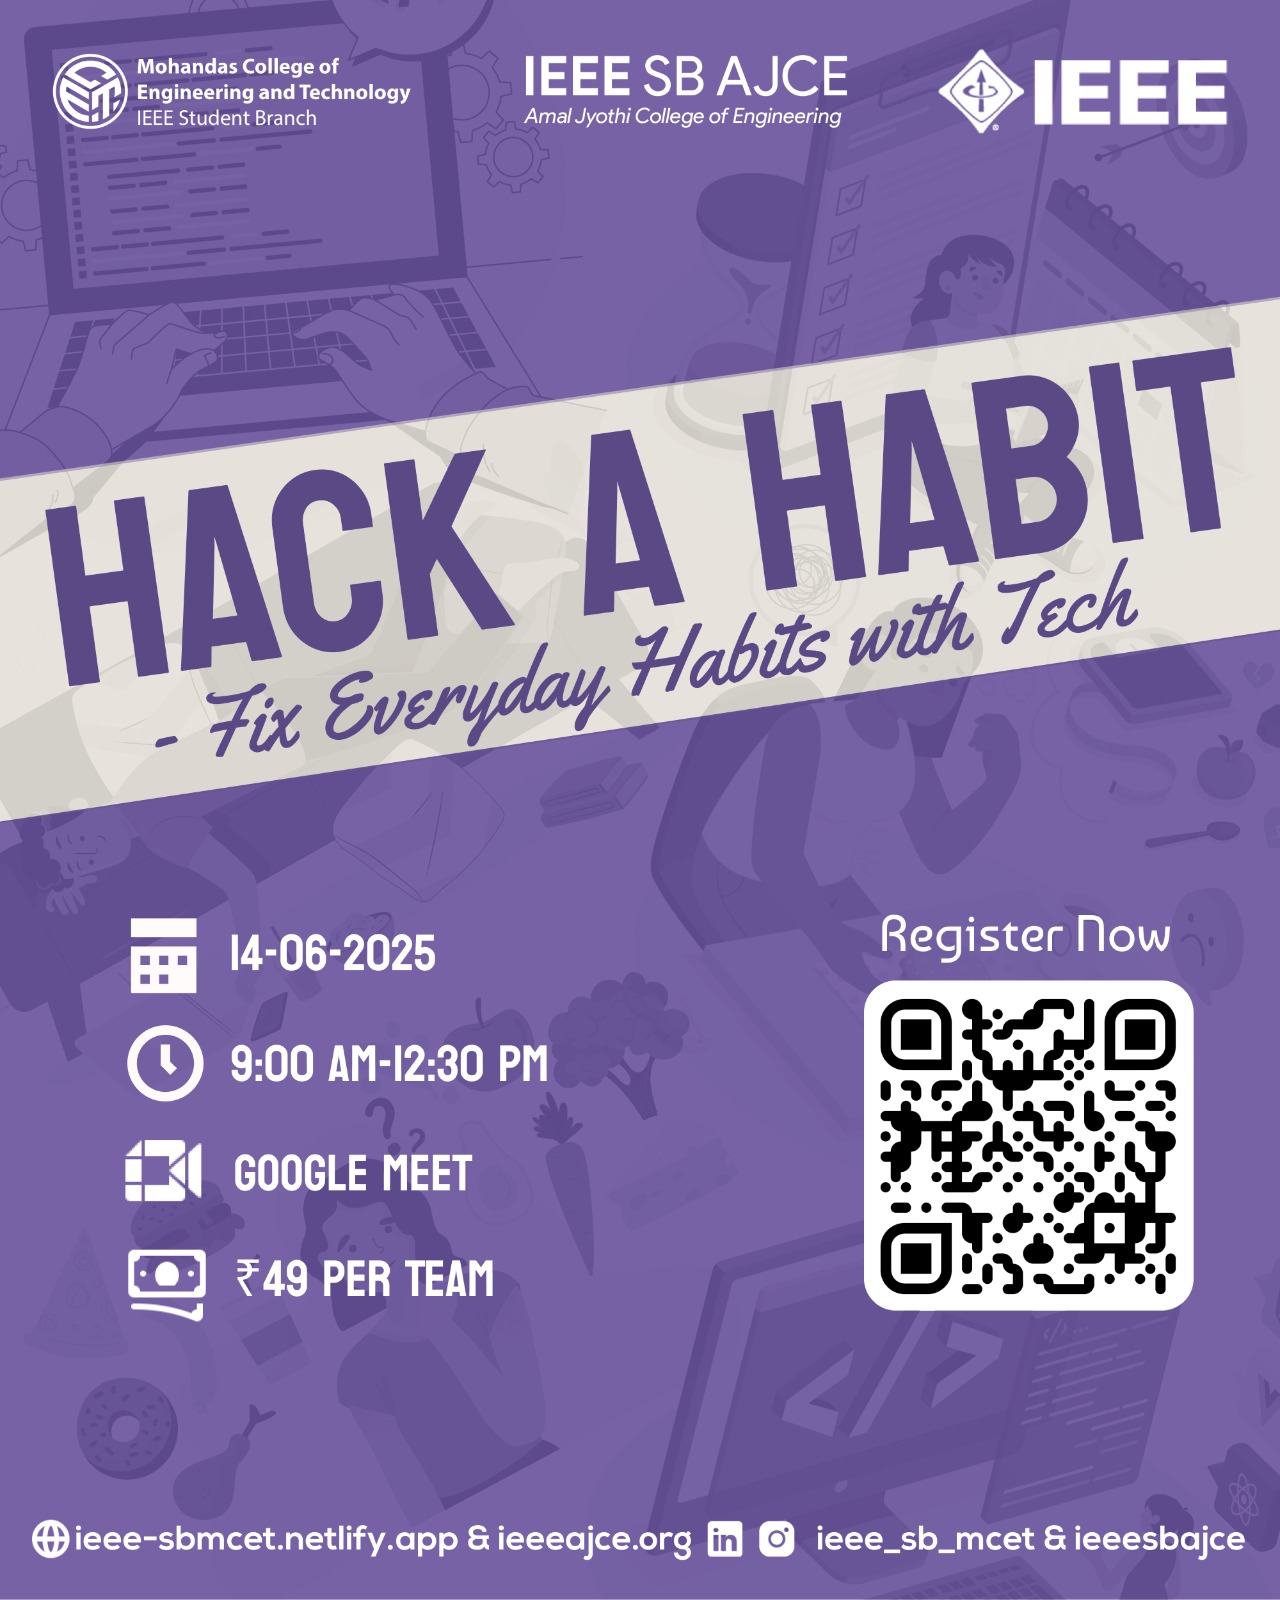 Mohandas College of
Engineering and Technology
IEEE Student Branch
IEEE SB AJCE
Amal Jyothi College of Engineering
IEEE
HACK A HABIT
- Fix Everyday Habits with Tech
14-06-2025
9:00 AM-12:30 PM
GOOGLE MEET
₹49 PER TEAM
Register Now
</>
</>...
ieee-sbmcet.netlify.app & ieeeajce.org
in
ieee_sb_mcet & ieeesbajce